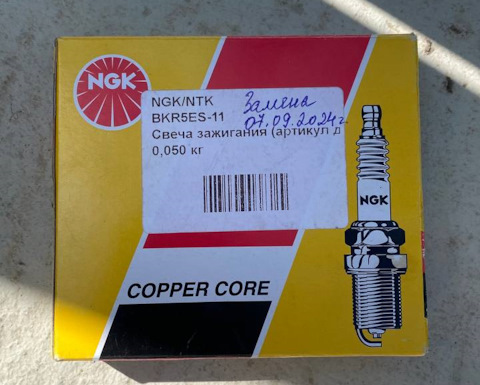 NGK
NGK/NTK
Замена
BKR5ES-11
07.09.2024г
Свеча зажигания (артикул д
0,050 кг
NGK
COPPER CORE